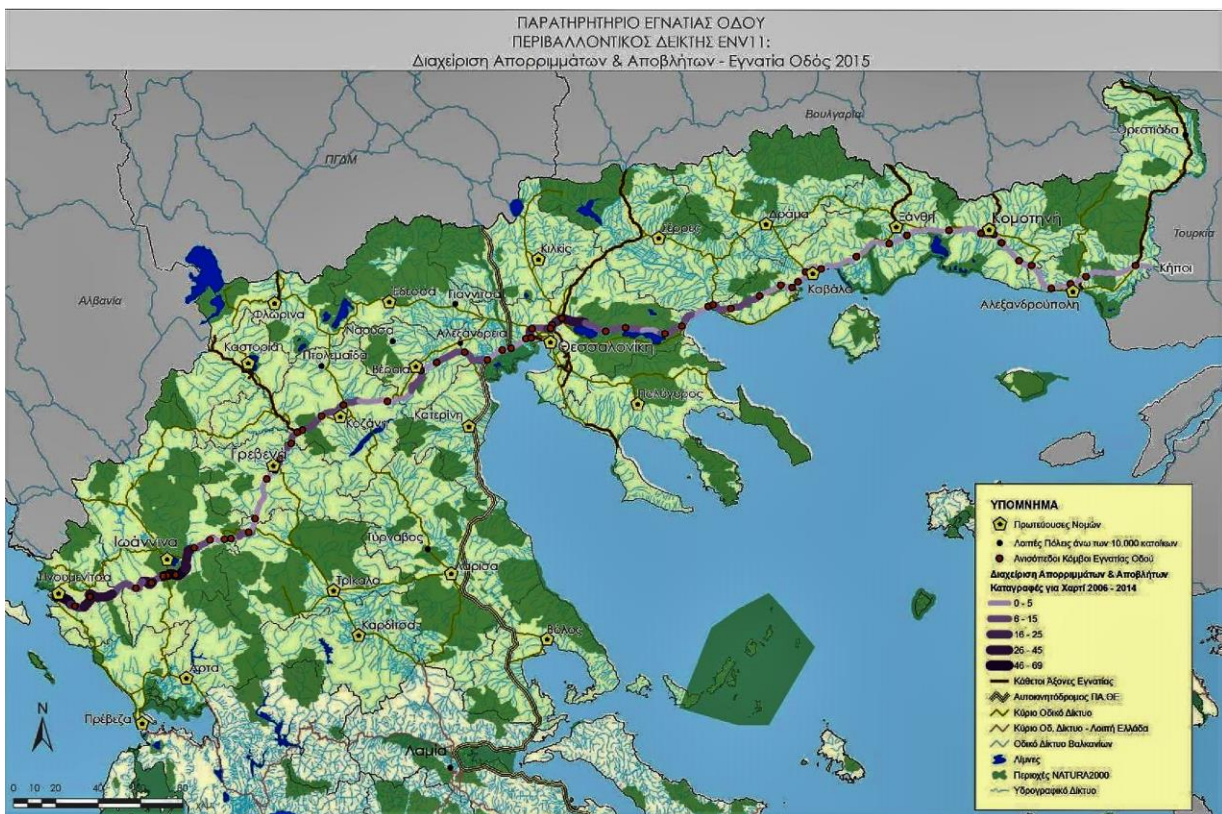 ΠΑΡΑΤΗΡΗΤΗΡΙΟ ΕΓΝΑΤΙΑΣ ΟΔΟΥ
ΠΕΡΙΒΑΛΛΟΝΤΙΚΟΣ ΔΕΙΚΤΗΣ ENV11:
Διαχείριση Απορριμμάτων & Αποβλήτων - Εγνατία Οδός 2015
Βουλγαρία
Ορεστιάδα
ΠΓΔΜ
Ξάνθη
Κομοτηνή
Δράμα
Σέρρες
Τουρκία
Κιλκίς
Κήποι
Αλβανία
Έδεσσα
Γιαννιτσά
Καβάλα
Αλεξανδρούπολη
Φλώρινα
Νάουσα
Αλεξάνδρεια
Θεσσαλονίκη
Καστοριά
Πτολεμαΐδα
Βέροια
Πολύγυρος
Κοζάνη
Κατερίνη
Γρεβενά
Ιωάννινα
Τύρναβος
Ηγουμενίτσα
Τρίκαλα
Λάρισα
Καρδίτσα
Βόλος
Άρτα
Πρέβεζα
Λαμία
N
0 10 20 40 60 80
ΥΠΟΜΝΗΜΑ
Πρωτεύουσες Νομών
Λοιπές Πόλεις άνω των 10.000 κατοίκων
Ανισόπεδοι Κόμβοι Εγνατίας Οδού
Διαχείριση Απορριμμάτων & Αποβλήτων
Καταγραφές για Χαρτί 2006 - 2014
0 - 5
6 - 15
16 - 25
26 - 45
46 - 69
Κάθετοι Άξονες Εγνατίας
Αυτοκινητόδρομος ΠΑ.ΘΕ
Κύριο Οδικό Δίκτυο
Κύριο Οδ. Δίκτυο - Λοιπή Ελλάδα
Οδικό Δίκτυο Βαλκανίων
Λίμνες
Περιοχές NATURA2000
Υδρογραφικό Δίκτυο